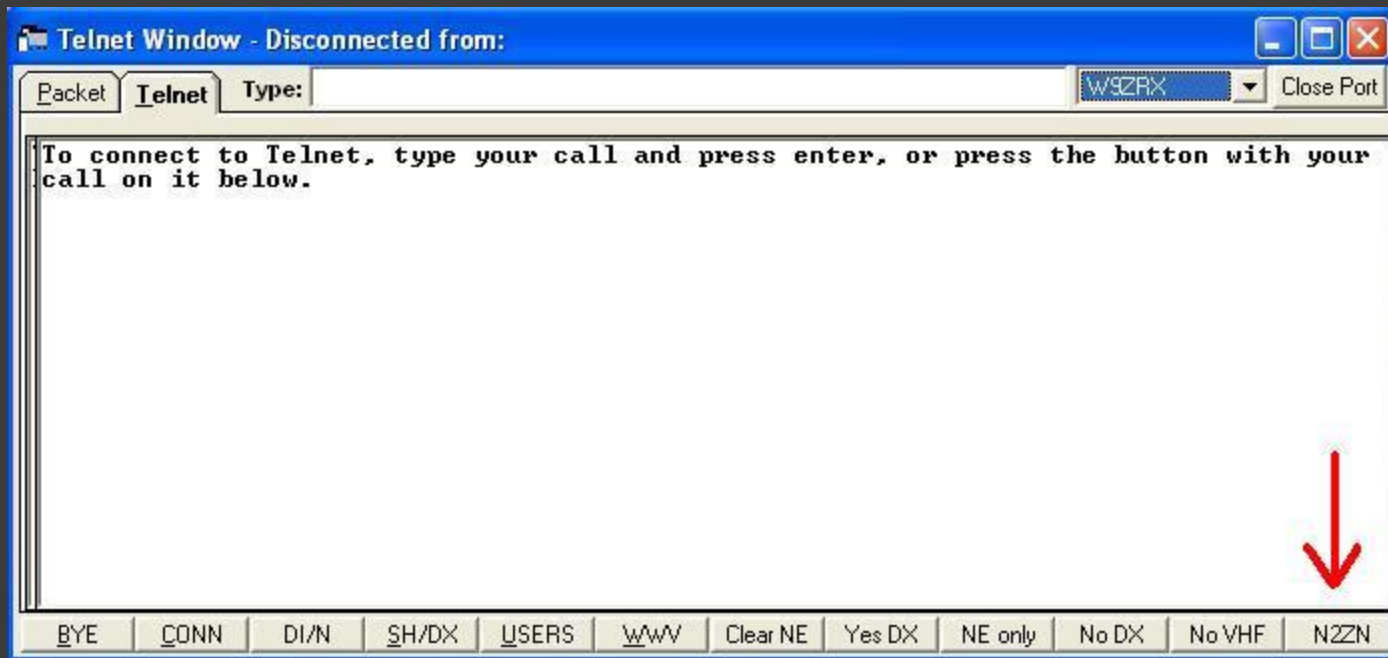 Telnet Window - Disconnected from:
Packet Telnet Type: W9ZRX Close Port
To connect to Telnet, type your call and press enter, or press the button with your
call on it below.
BYE CONN DI/N SH/DX USERS WWV Clear NE Yes DX NE only No DX No VHF N2ZN